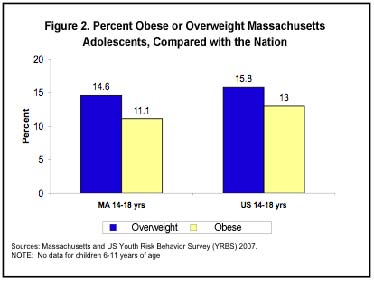 Figure 2. Percent Obese or Overweight Massachusetts
Adolescents, Compared with the Nation
20
15
10
5
0
Percent
14.6
11.1
15.8
13
MA 14-18 yrs
US 14-18 yrs
Overweight
Obese
Sources: Massachusetts and US Youth Risk Behavior Survey (YRBS) 2007.
NOTE: No data for children 6-11 years of age